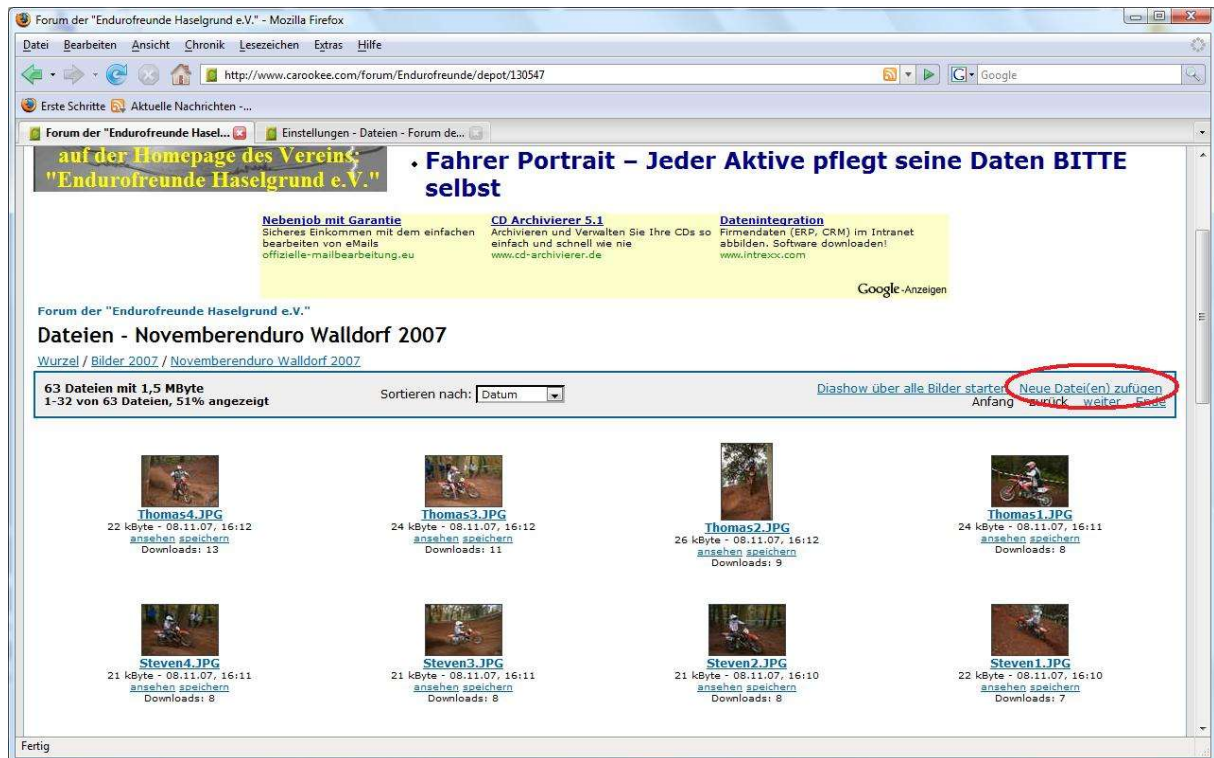 Forum der "Endurofreunde Haselgrund e.V." - Mozilla Firefox
Datei Bearbeiten Ansicht Chronik Lesezeichen Extras Hilfe
http://www.carookee.com/forum/Endurofreunde/depot/130547
G Google
Erste Schritte Aktuelle Nachrichten -...
Forum der "Endurofreunde Hasel... Einstellungen - Dateien - Forum de...
auf der Homepage des Vereins
"Endurofreunde Haselgrund e.V."
• Fahrer Portrait – Jeder Aktive pflegt seine Daten BITTE
selbst
Nebenjob mit Garantie
Sicheres Einkommen mit dem einfachen
bearbeiten von eMails
offizielle-mailbearbeitung.eu
CD Archivierer 5.1
Archivieren und Verwalten Sie Ihre CDs so
einfach und schnell wie nie
www.cd-archivierer.de
Datenintegration
Firmendaten (ERP, CRM) im Intranet
abbilden. Software downloaden!
www.intrexx.com
Google-Anzeigen
Forum der "Endurofreunde Haselgrund e.V."
Dateien - Novemberenduro Walldorf 2007
Wurzel / Bilder 2007 / Novemberenduro Walldorf 2007
63 Dateien mit 1,5 MByte
1-32 von 63 Dateien, 51% angezeigt
Sortieren nach: Datum
Diashow über alle Bilder starten Neue Datei(en) zufügen
Anfang zurück weiter Ende
Thomas4.JPG
22 kByte - 08.11.07, 16:12
ansehen speichern
Downloads: 13
Thomas3.JPG
24 kByte - 08.11.07, 16:12
ansehen speichern
Downloads: 11
Thomas2.JPG
26 kByte - 08.11.07, 16:12
ansehen speichern
Downloads: 9
Thomas1.JPG
24 kByte - 08.11.07, 16:11
ansehen speichern
Downloads: 8
Steven4.JPG
21 kByte - 08.11.07, 16:11
ansehen speichern
Downloads: 8
Steven3.JPG
21 kByte - 08.11.07, 16:11
ansehen speichern
Downloads: 8
Steven2.JPG
21 kByte - 08.11.07, 16:10
ansehen speichern
Downloads: 8
Steven1.JPG
22 kByte - 08.11.07, 16:10
ansehen speichern
Downloads: 7
Fertig